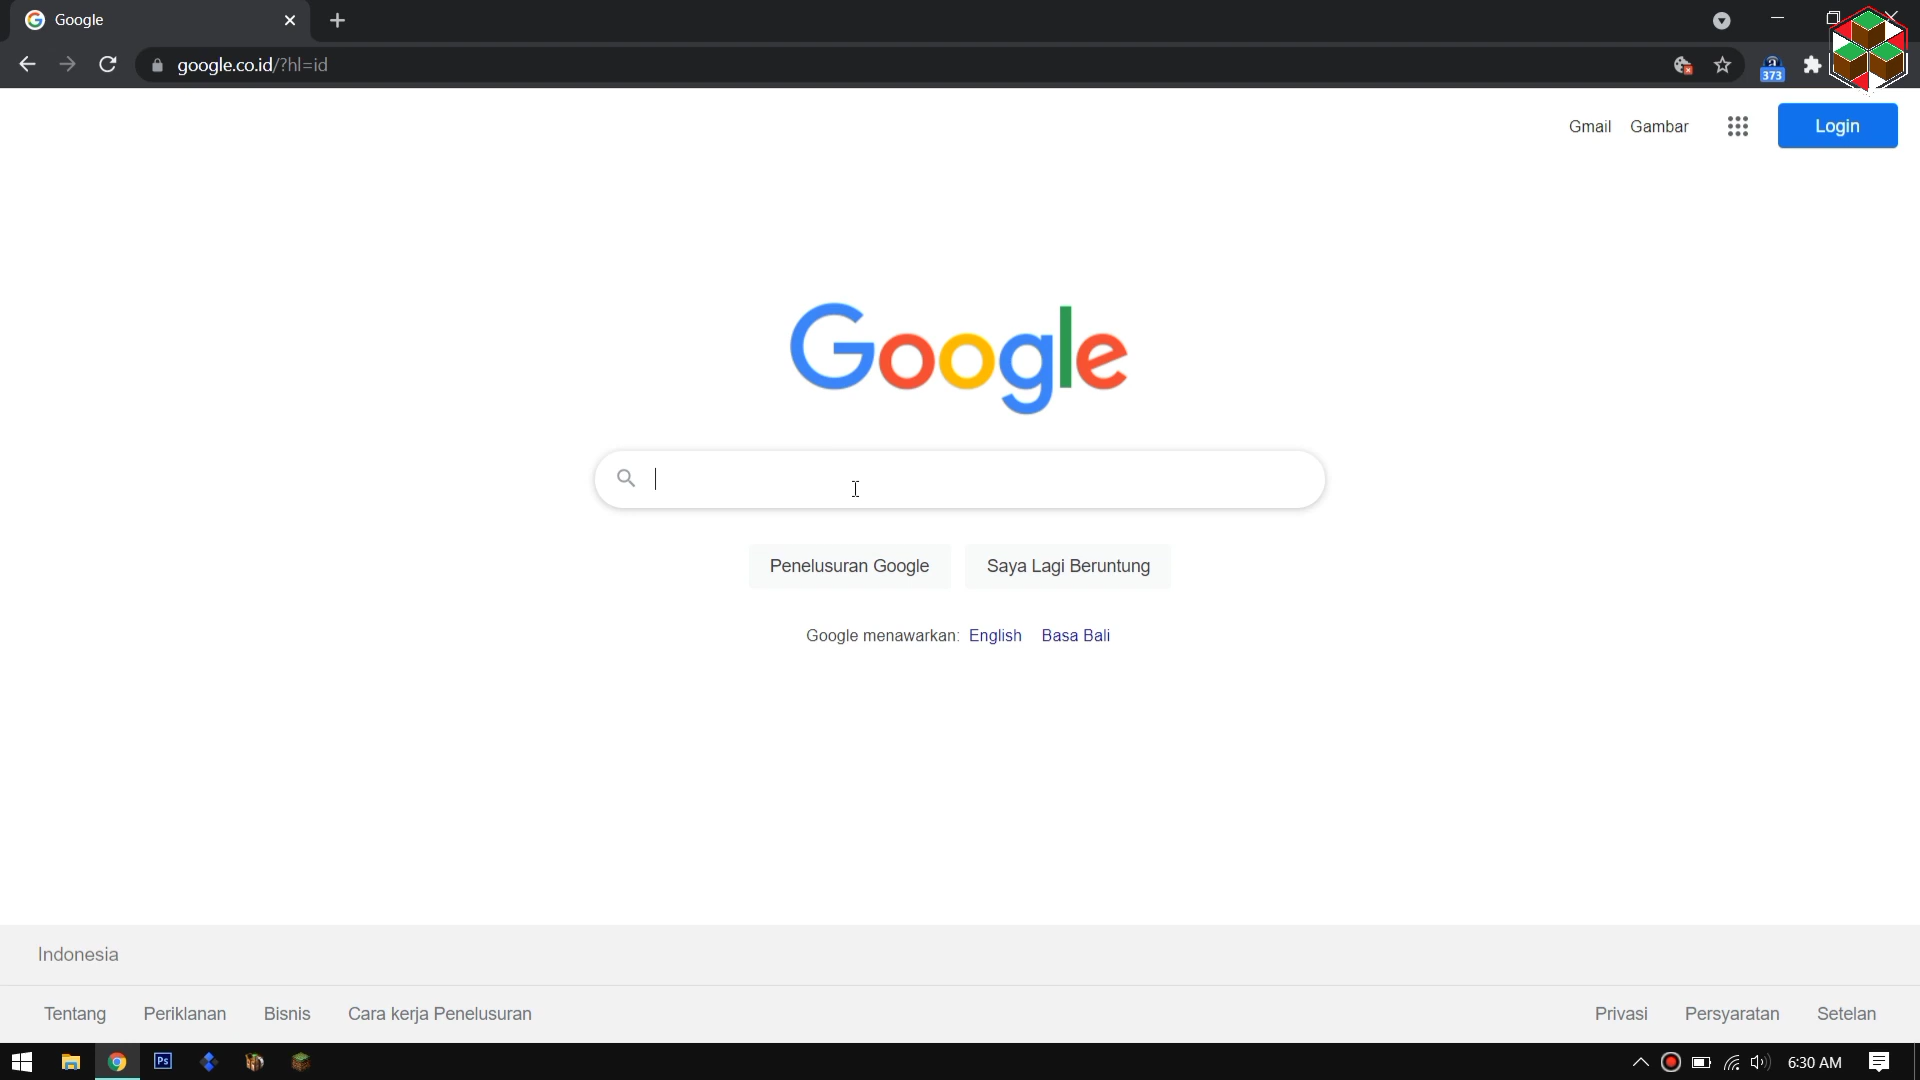 Google
google.co.id/?hl=id
373
Gmail Gambar Login
Google
Penelusuran Google Saya Lagi Beruntung
Google menawarkan: English Basa Bali
Indonesia
Tentang Periklanan Bisnis Cara kerja Penelusuran Privasi Persyaratan Setelan
Ps 6:30 AM